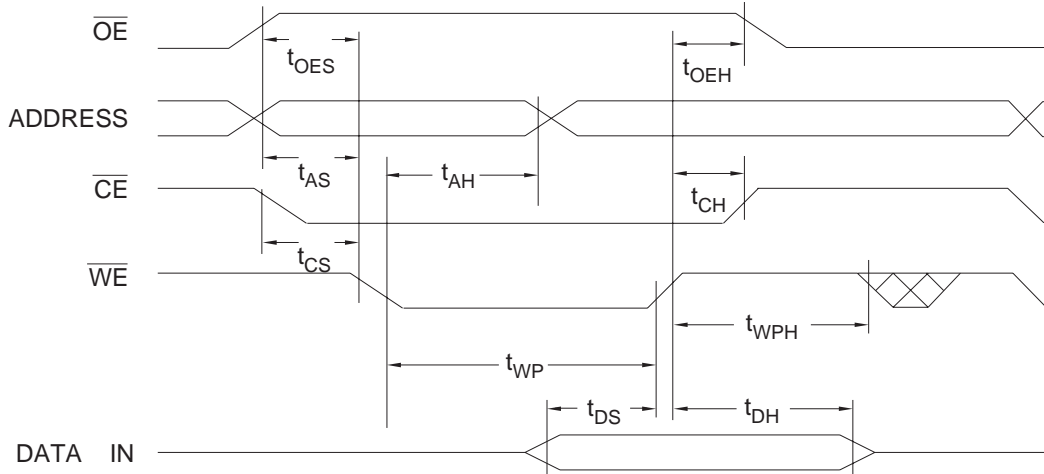 OE
tOES
tOEH
ADDRESS
tAS
tAH
CE
tCH
tCS
WE
tWPH
tWP
tDS
tDH
DATA IN